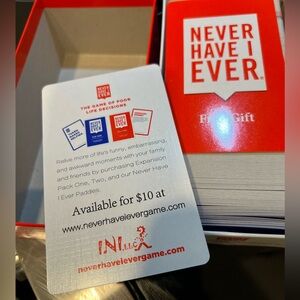 NEVER
HAVE I
EVER
THE GAME OF POOR
LIFE DECISIONS
Relive more of life's funny, embarrassing,
and awkward moments with your family
and friends by purchasing Expansion
Pack One, Two, and our Never Have
I Ever Paddles.
Available for $10 at
www.neverhaveievergame.com
INI LLC
neverhaveievergame.com
NEVER
HAVE I
EVER
Gift